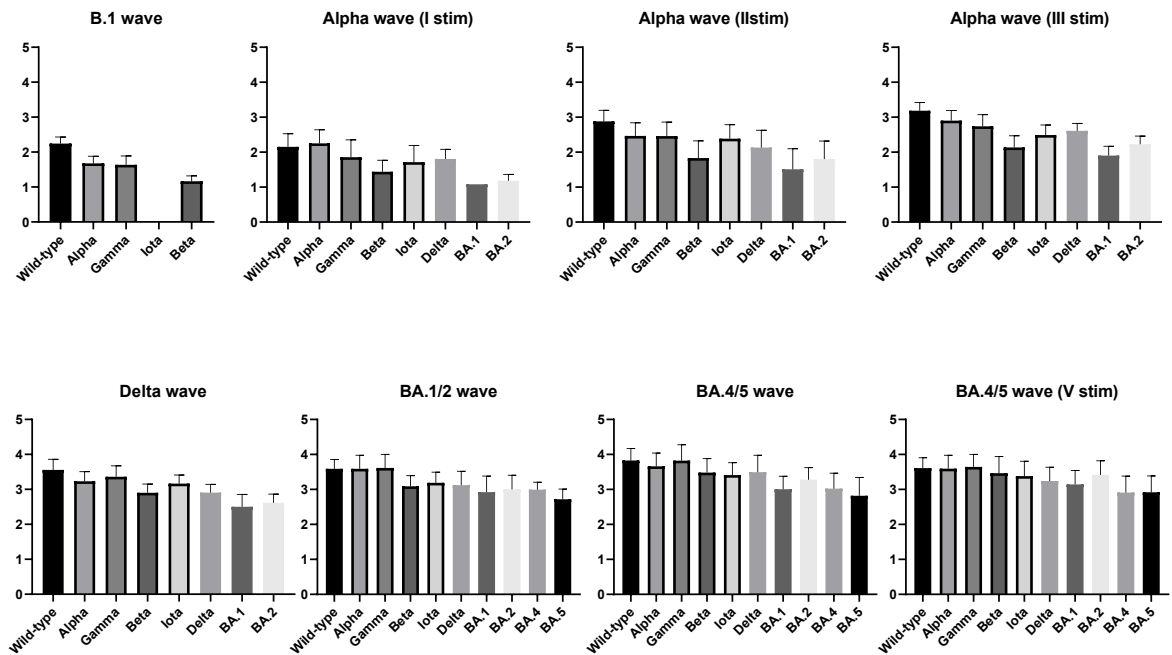 B.1 wave
5
4
3
2
1
0
Wild-type
Alpha
Gamma
Iota
Beta
Alpha wave (I stim)
5
4
3
2
1
0
Wild-type
Alpha
Gamma
Beta
Iota
Delta
BA.1
BA.2
Alpha wave (IIstim)
5
4
3
2
1
0
Wild-type
Alpha
Gamma
Beta
Iota
Delta
BA.1
BA.2
Alpha wave (III stim)
5
4
3
2
1
0
Wild-type
Alpha
Gamma
Beta
Iota
Delta
BA.1
BA.2
Delta wave
5
4
3
2
1
0
Wild-type
Alpha
Gamma
Beta
Iota
Delta
BA.1
BA.2
BA.1/2 wave
5
4
3
2
1
0
Wild-type
Alpha
Gamma
Beta
Iota
Delta
BA.1
BA.2
BA.4
BA.5
BA.4/5 wave
5
4
3
2
1
0
Wild-type
Alpha
Gamma
Beta
Iota
Delta
BA.1
BA.2
BA.4
BA.5
BA.4/5 wave (V stim)
5
4
3
2
1
0
Wild-type
Alpha
Gamma
Beta
Iota
Delta
BA.1
BA.2
BA.4
BA.5